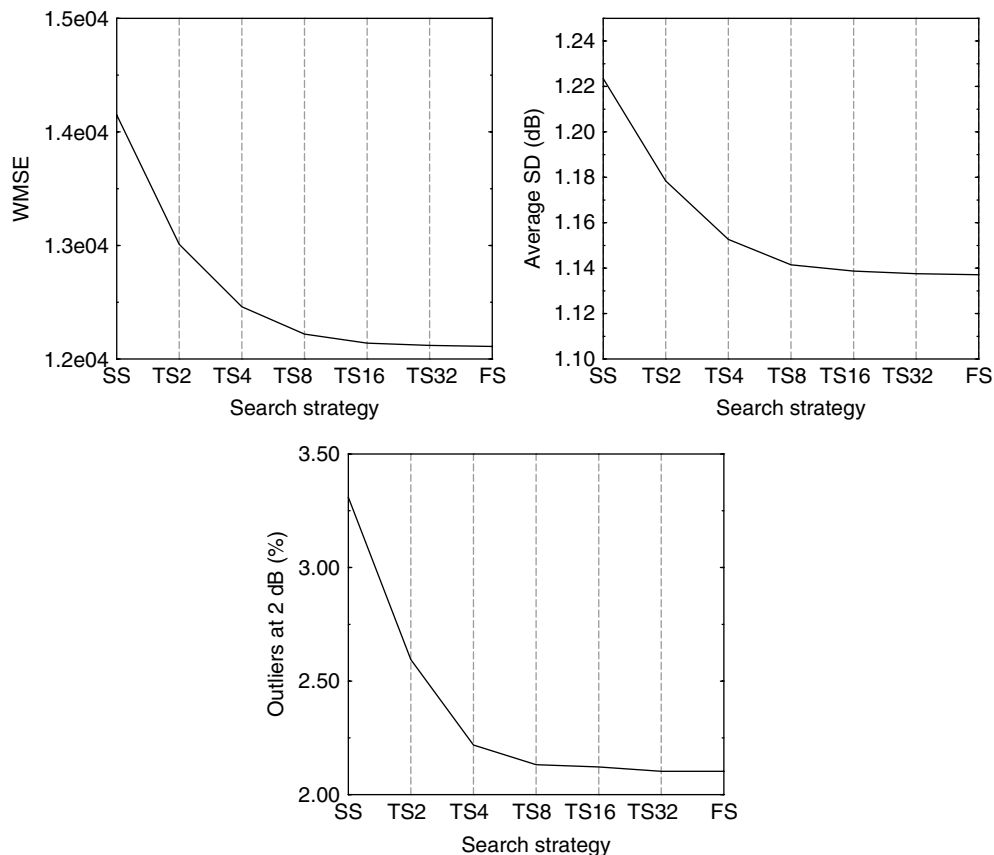 WMSE
1.5e04
1.4e04
1.3e04
1.2e04
SS TS2 TS4 TS8 TS16 TS32 FS
Search strategy
Average SD (dB)
1.24
1.22
1.20
1.18
1.16
1.14
1.12
1.10
SS TS2 TS4 TS8 TS16 TS32 FS
Search strategy
Outliers at 2 dB (%)
3.50
3.00
2.50
2.00
SS TS2 TS4 TS8 TS16 TS32 FS
Search strategy